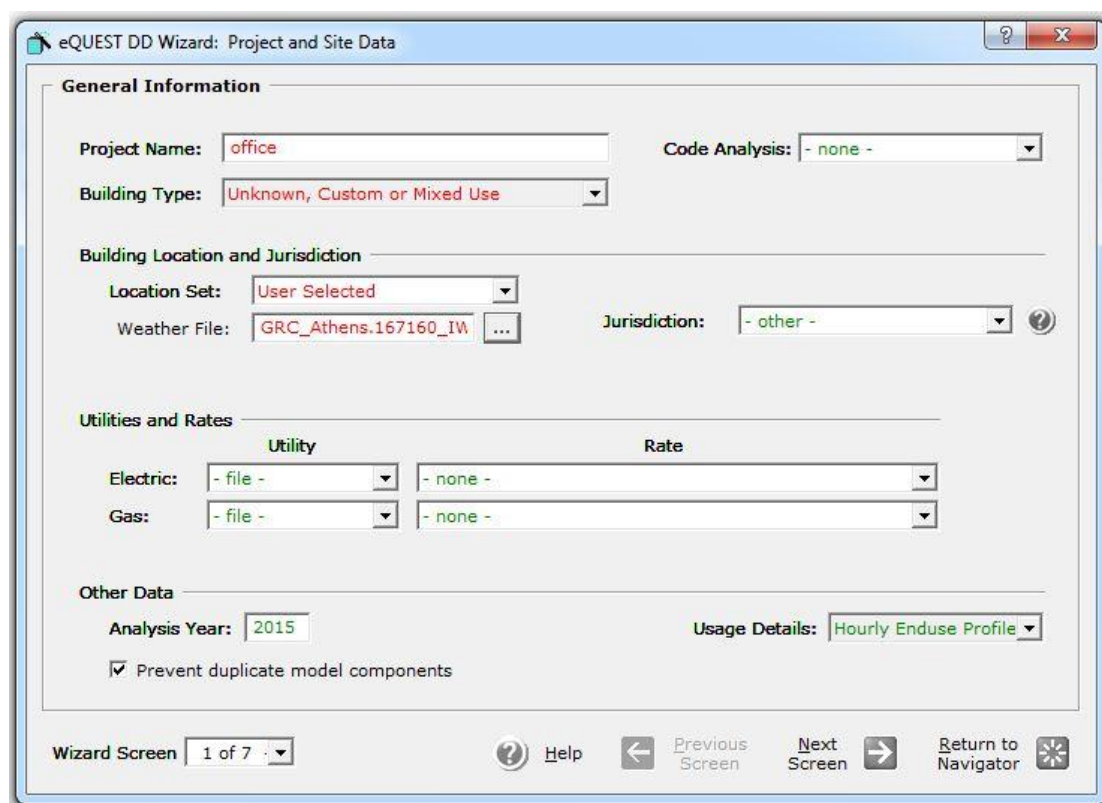 eQUEST DD Wizard: Project and Site Data
General Information
Project Name: office Code Analysis: - none -
Building Type: Unknown, Custom or Mixed Use
Building Location and Jurisdiction
Location Set: User Selected
Weather File: GRC_Athens.167160_IW ... Jurisdiction: - other - ?
Utilities and Rates
Utility Rate
Electric: - file - - none -
Gas: - file - - none -
Other Data
Analysis Year: 2015 Usage Details: Hourly Enduse Profile
Prevent duplicate model components
Wizard Screen 1 of 7 ? Help Previous Screen Next Screen Return to Navigator